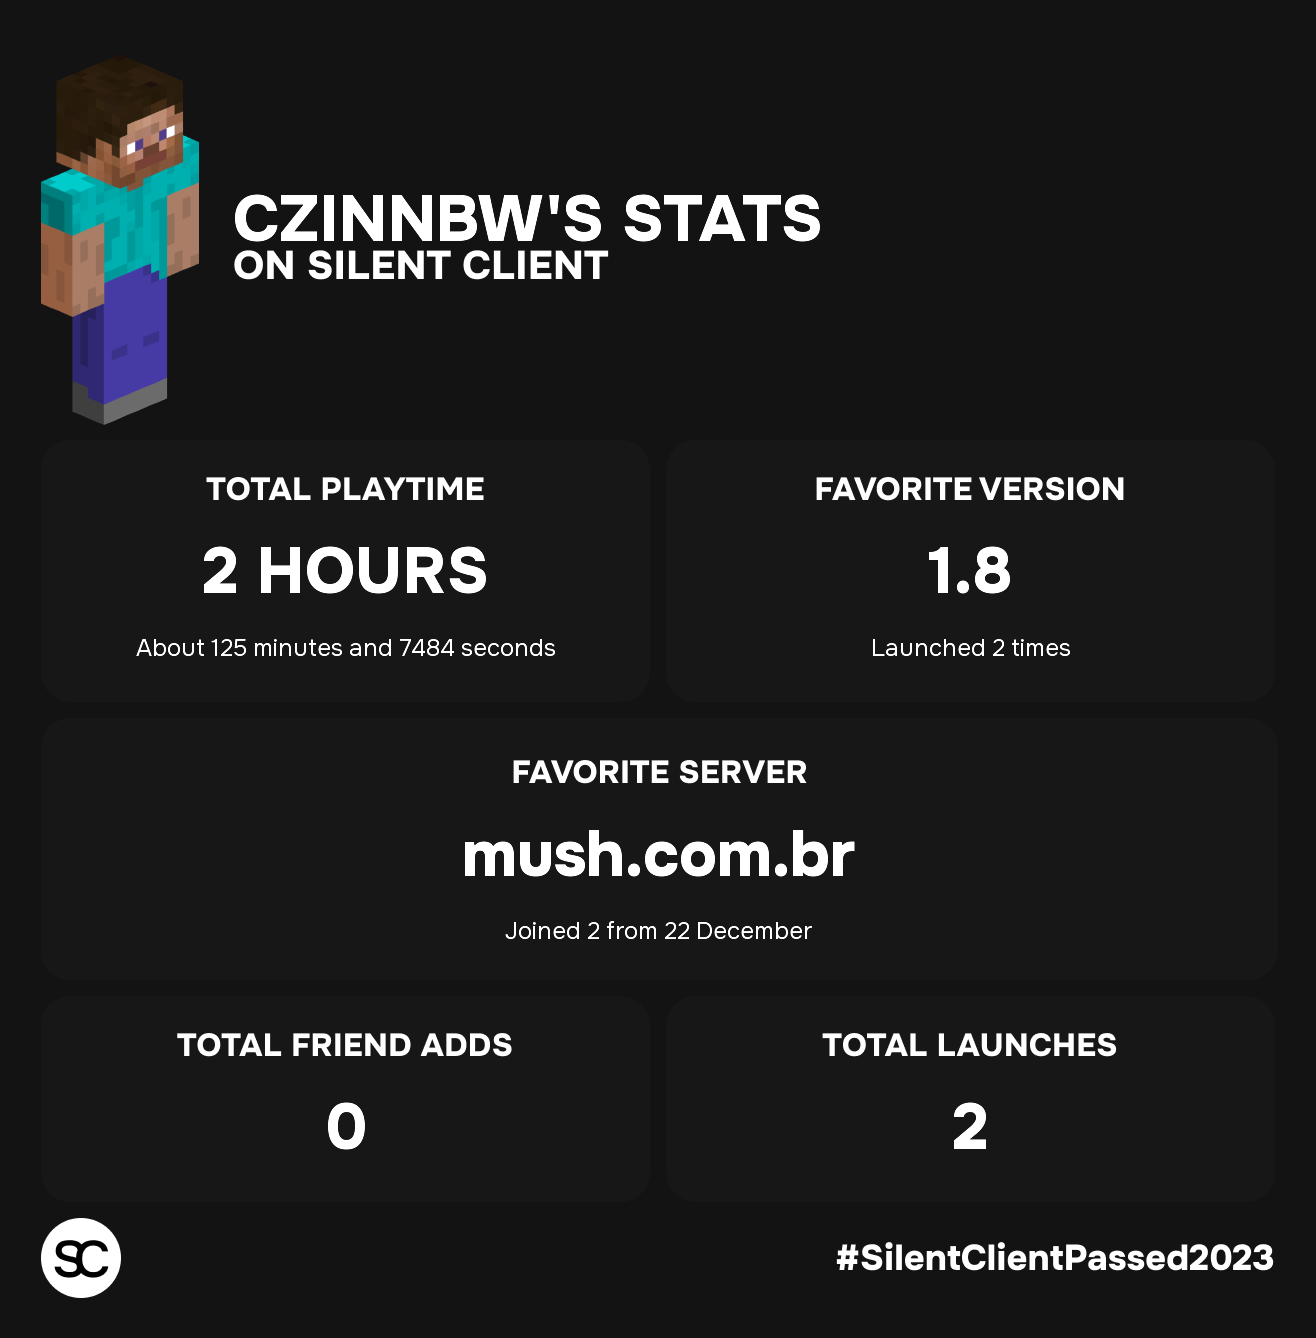 CZINNBW'S STATS
ON SILENT CLIENT
TOTAL PLAYTIME
2 HOURS
About 125 minutes and 7484 seconds
FAVORITE VERSION
1.8
Launched 2 times
FAVORITE SERVER
mush.com.br
Joined 2 from 22 December
TOTAL FRIEND ADDS
0
TOTAL LAUNCHES
2
SC
#SilentClientPassed2023